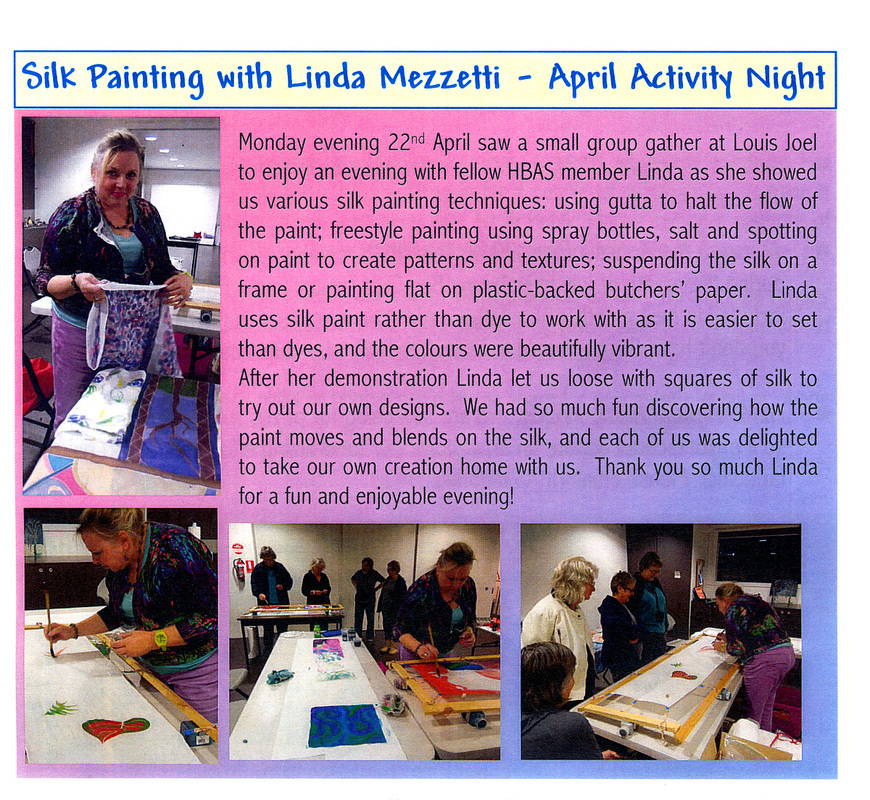 Silk Painting with Linda Mezzetti - April Activity Night
Monday evening 22nd April saw a small group gather at Louis Joel
to enjoy an evening with fellow HBAS member Linda as she showed
us various silk painting techniques: using gutta to halt the flow of
the paint; freestyle painting using spray bottles, salt and spotting
on paint to create patterns and textures; suspending the silk on a
frame or painting flat on plastic-backed butchers' paper.  Linda
uses silk paint rather than dye to work with as it is easier to set
than dyes, and the colours were beautifully vibrant.
After her demonstration Linda let us loose with squares of silk to
try out our own designs.  We had so much fun discovering how the
paint moves and blends on the silk, and each of us was delighted
to take our own creation home with us.  Thank you so much Linda
for a fun and enjoyable evening!